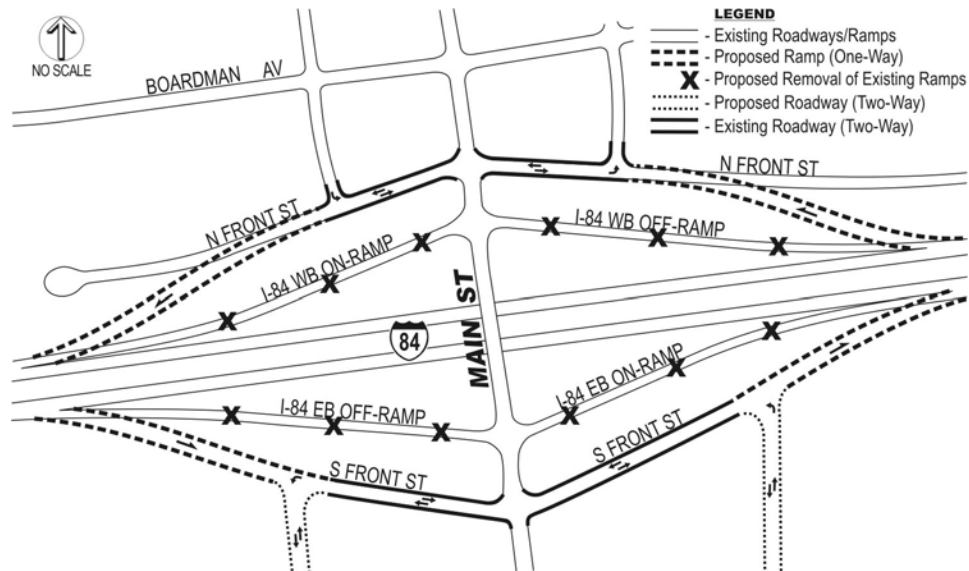 NO SCALE
LEGEND
- Existing Roadways/Ramps
- Proposed Ramp (One-Way)
X - Proposed Removal of Existing Ramps
- Proposed Roadway (Two-Way)
- Existing Roadway (Two-Way)
BOARDMAN AV
N FRONT ST
N FRONT ST
I-84 WB OFF-RAMP
X X X
I-84 WB ON-RAMP
X X X
MAIN ST
84
I-84 EB ON-RAMP
X X X
I-84 EB OFF-RAMP
X X X
S FRONT ST
S FRONT ST